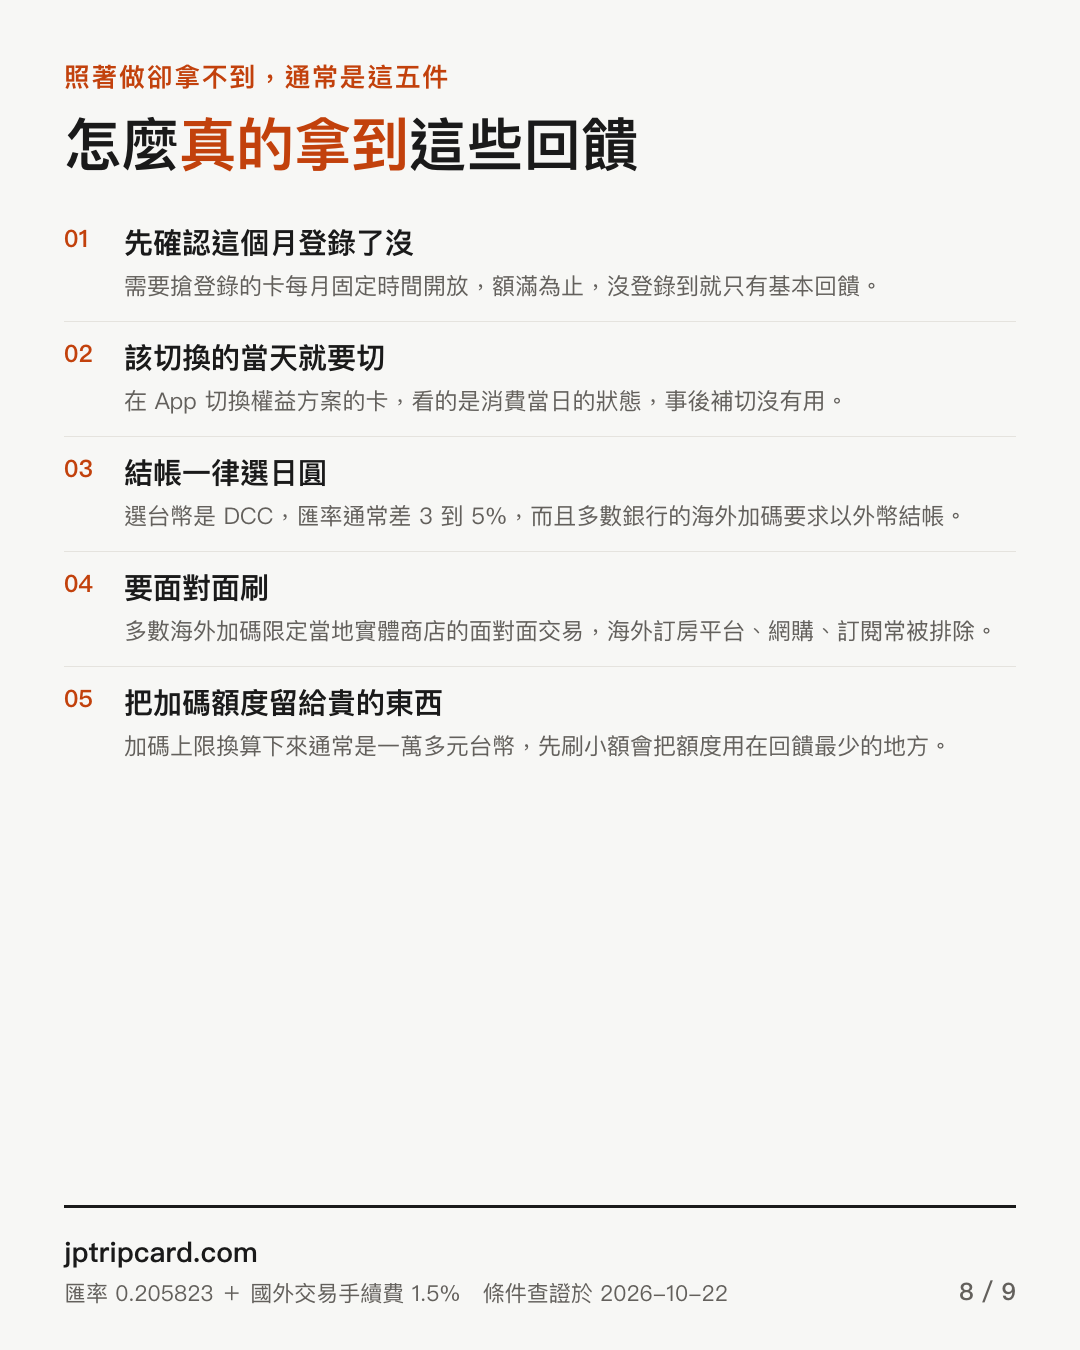 照著做卻拿不到，通常是這五件
怎麼真的拿到這些回饋
01 先確認這個月登錄了沒
需要搶登錄的卡每月固定時間開放，額滿為止，沒登錄到就只有基本回饋。
02 該切換的當天就要切
在 App 切換權益方案的卡，看的是消費當日的狀態，事後補切沒有用。
03 結帳一律選日圓
選台幣是 DCC，匯率通常差 3 到 5%，而且多數銀行的海外加碼要求以外幣結帳。
04 要面對面刷
多數海外加碼限定當地實體商店的面對面交易，海外訂房平台、網購、訂閱常被排除。
05 把加碼額度留給貴的東西
加碼上限換算下來通常是一萬多元台幣，先刷小額會把額度用在回饋最少的地方。
jptripcard.com
匯率 0.205823 ＋ 國外交易手續費 1.5%　條件查證於 2026–10–22
8 / 9